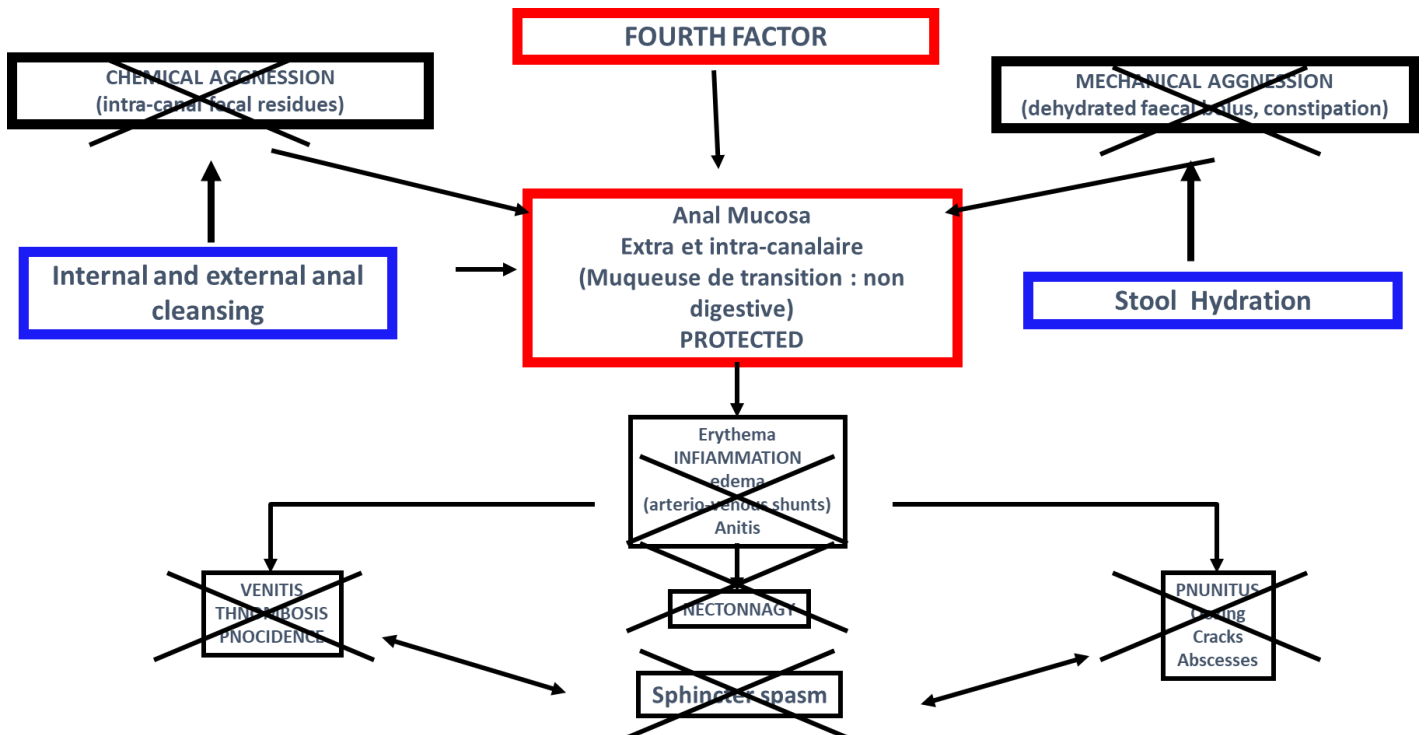 FOURTH FACTOR
CHEMICAL AGGNESSION
(intra-canal fecal residues)
MECHANICAL AGGNESSION
(dehydrated faecal bolus, constipation)
Anal Mucosa
Extra et intra-canalaire
(Muqueuse de transition : non
digestive)
PROTECTED
Internal and external anal
cleansing
Stool Hydration
Erythema
INFIAMMATION
edema
(arterio-venous shunts)
Anitis
VENITIS
THNROMBOSIS
PNOCIDENCE
NECTONNAGY
PNUNITUS
Cracks
Abscesses
Sphincter spasm